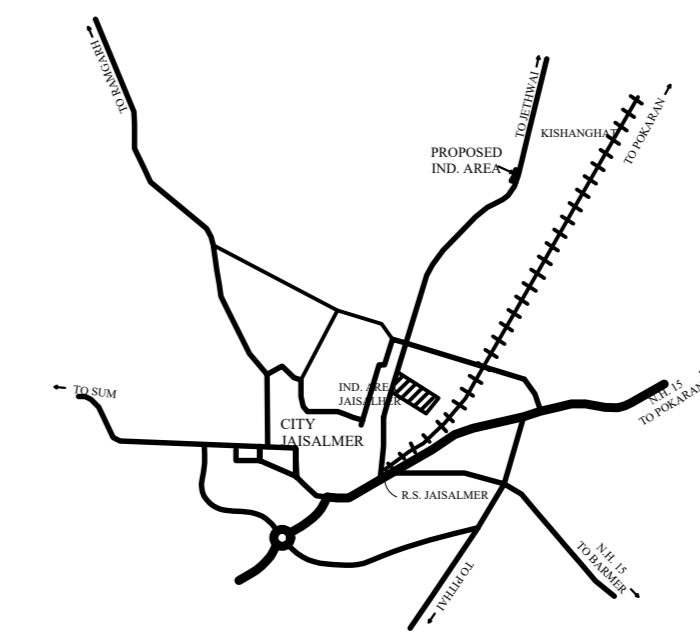 TO RAMGARH
TO JETHWAI
KISHANGHAT
TO POKARAN
PROPOSED
IND. AREA
TO SUM
IND. AREA
JAISALMER
N.H. 15
TO POKARAN
CITY
JAISALMER
R.S. JAISALMER
N.H. 15
TO BARMER
TO PITHAI